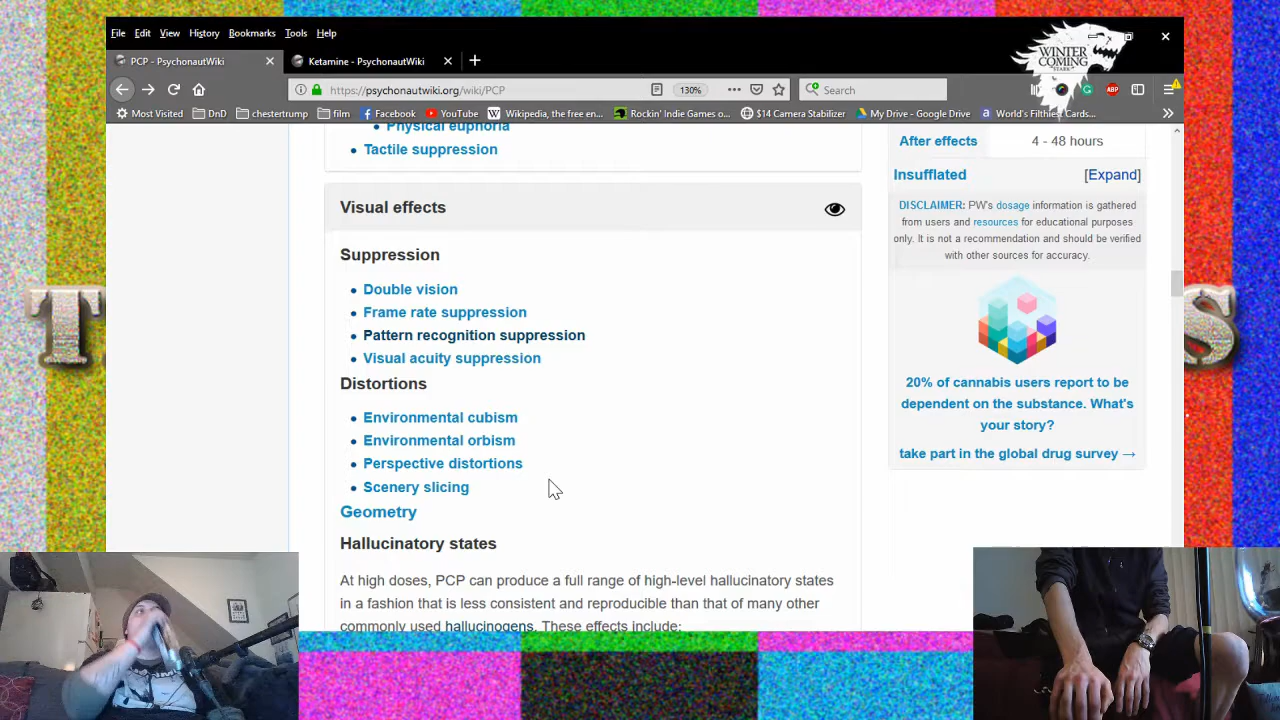 File Edit View History Bookmarks Tools Help
WINTER
COMING
STARK
PCP - PsychonautWiki
Ketamine - PsychonautWiki
https://psychonautwiki.org/wiki/PCP
130%
Search
ABP
Most Visited DnD chestertrump film Facebook YouTube Wikipedia, the free en... Rockin' Indie Games o... $14 Camera Stabilizer My Drive - Google Drive World's Filthiest Cards...
Physical euphoria
Tactile suppression
Visual effects
Suppression
Double vision
Frame rate suppression
Pattern recognition suppression
Visual acuity suppression
Distortions
Environmental cubism
Environmental orbism
Perspective distortions
Scenery slicing
Geometry
Hallucinatory states
At high doses, PCP can produce a full range of high-level hallucinatory states
in a fashion that is less consistent and reproducible than that of many other
commonly used hallucinogens. These effects include:
After effects 4 - 48 hours
Insufflated [Expand]
DISCLAIMER: PW's dosage information is gathered
from users and resources for educational purposes
only. It is not a recommendation and should be verified
with other sources for accuracy.
20% of cannabis users report to be
dependent on the substance. What's
your story?
take part in the global drug survey →
T
S